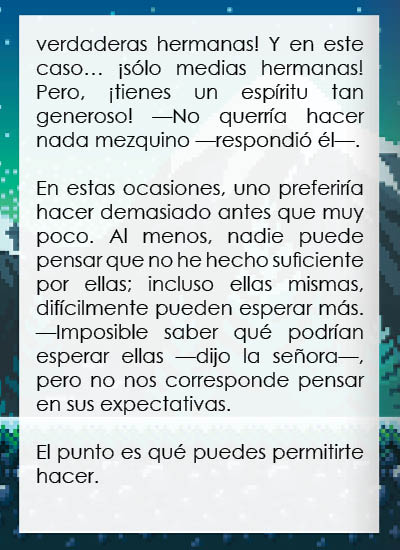 verdaderas hermanas! Y en este
caso… ¡sólo medias hermanas!
Pero, ¡tienes un espíritu tan
generoso! —No querría hacer
nada mezquino —respondió él—.
En estas ocasiones, uno preferiría
hacer demasiado antes que muy
poco. Al menos, nadie puede
pensar que no he hecho suficiente
por ellas; incluso ellas mismas,
difícilmente pueden esperar más.
—Imposible saber qué podrían
esperar ellas —dijo la señora—,
pero no nos corresponde pensar
en sus expectativas.
El punto es qué puedes permitirte
hacer.